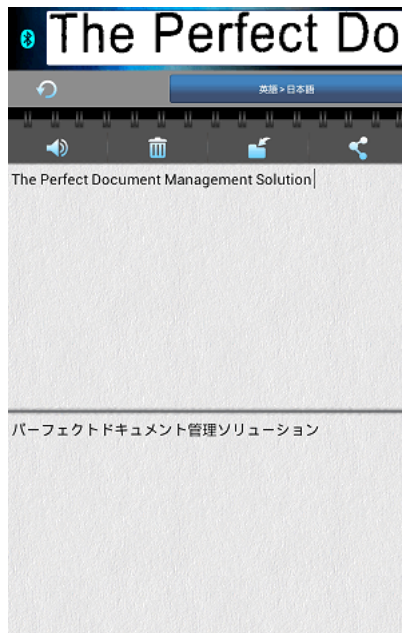 The Perfect Do
英語 > 日本語
The Perfect Document Management Solution
パーフェクトドキュメント管理ソリューション